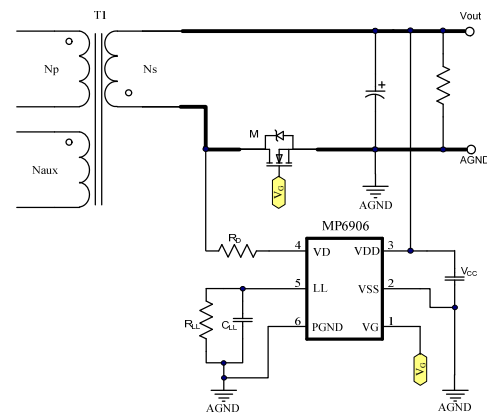 T1
Vout
Np
Ns
M
Naux
AGND
VG
AGND
MP6906
RD
4
VD
VDD
3
VCC
5
LL
VSS
2
RLL
CLL
6
PGND
VG
1
VG
AGND
AGND